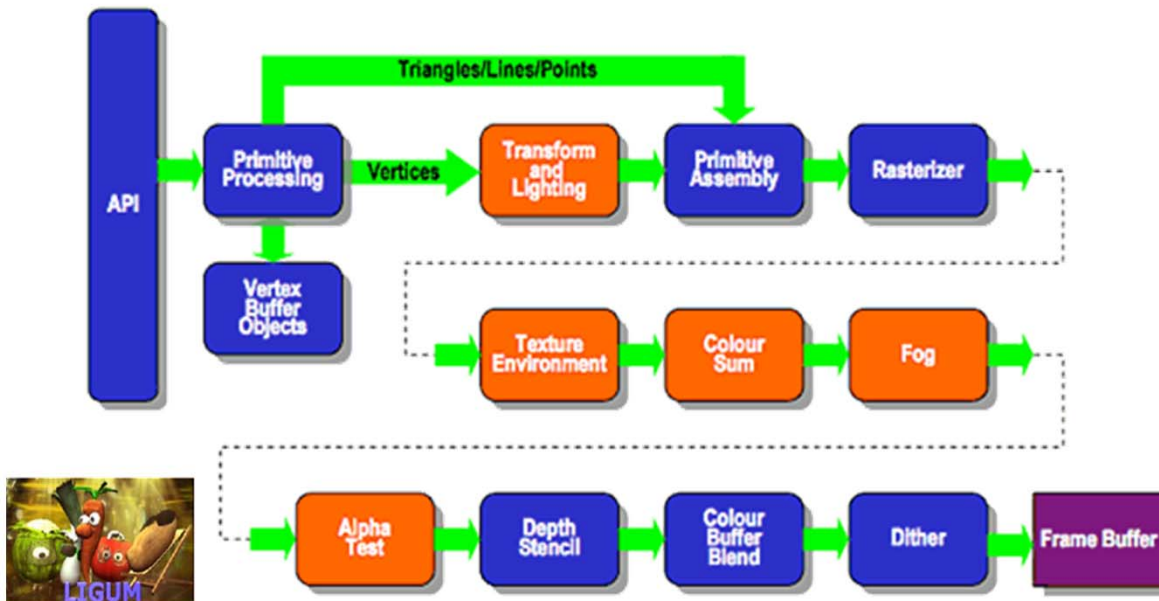 Triangles/Lines/Points
API
Primitive
Processing
Vertices
Transform
and
Lighting
Primitive
Assembly
Rasterizer
Vertex
Buffer
Objects
Texture
Environment
Colour
Sum
Fog
Alpha
Test
Depth
Stencil
Colour
Buffer
Blend
Dither
Frame Buffer
LIGUM